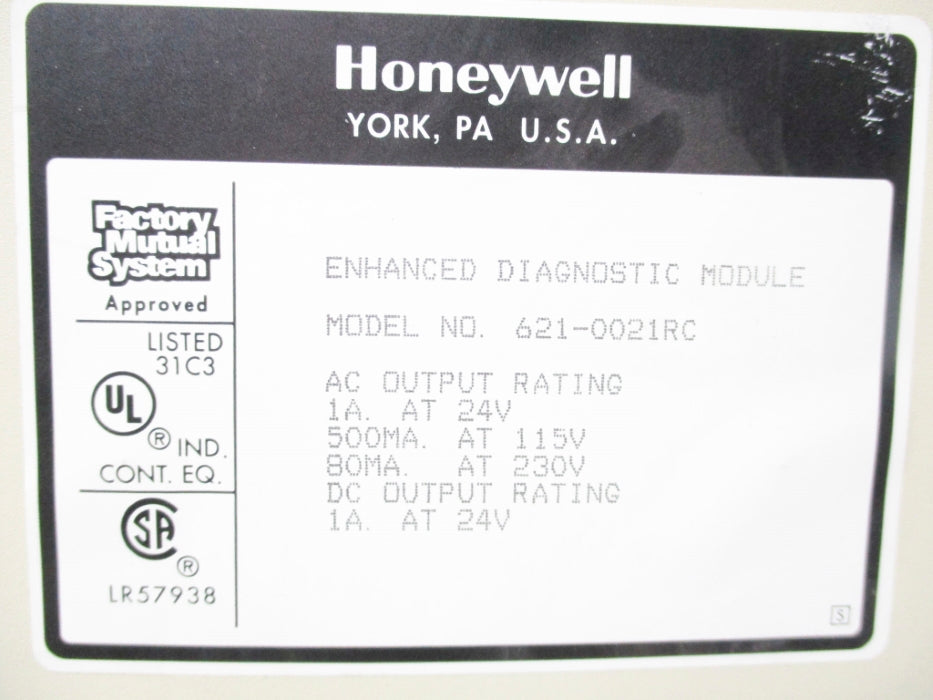 Honeywell
YORK, PA U.S.A.
Factory
Mutual
System
Approved
LISTED
31C3
UL
® IND.
CONT. EQ.
SA
®
LR57938
ENHANCED DIAGNOSTIC MODULE
MODEL NO. 621-0021RC
AC OUTPUT RATING
1A. AT 24V
500MA. AT 115V
80MA. AT 230V
DC OUTPUT RATING
1A. AT 24V
S